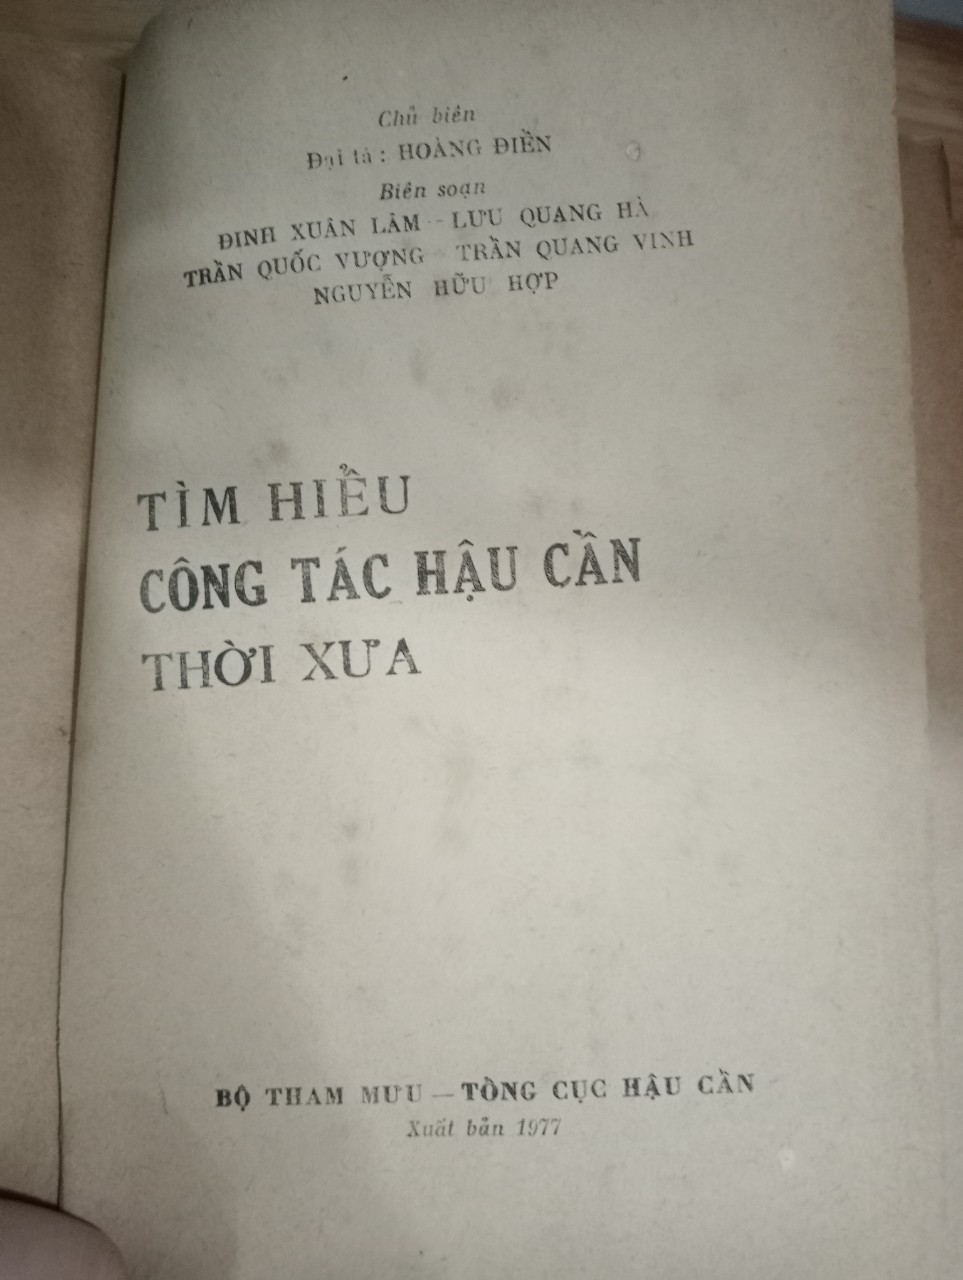 Chủ biên
Đại tá : HOÀNG ĐIỀN
Biên soạn
ĐINH XUÂN LÂM - LƯU QUANG HÀ
TRẦN QUỐC VƯỢNG - TRẦN QUANG VINH
NGUYỄN HỮU HỢP
TÌM HIỂU
CÔNG TÁC HẬU CẦN
THỜI XƯA
BỘ THAM MƯU — TỔNG CỤC HẬU CẦN
Xuất bản 1977